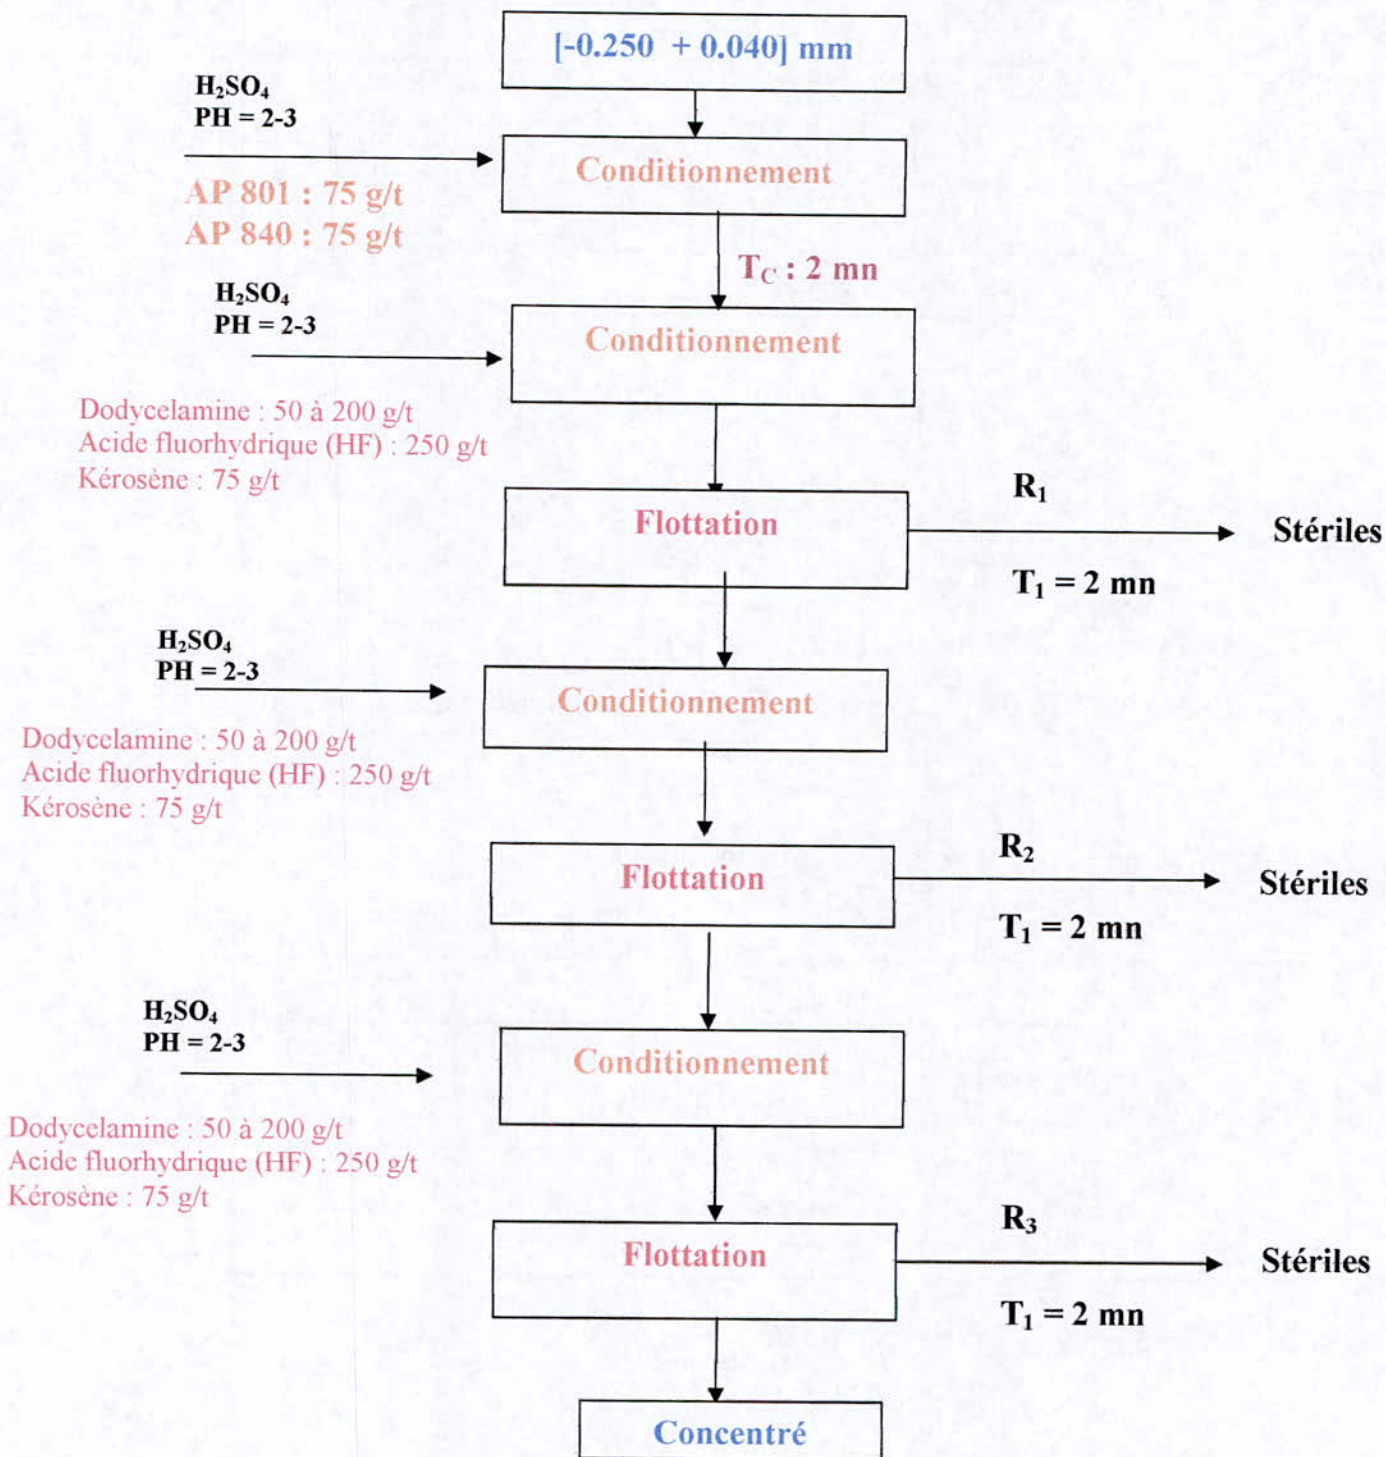 [-0.250 + 0.040] mm
H₂SO₄
PH = 2-3
Conditionnement
AP 801 : 75 g/t
AP 840 : 75 g/t
T_C : 2 mn
H₂SO₄
PH = 2-3
Conditionnement
Dodycelamine : 50 à 200 g/t
Acide fluorhydrique (HF) : 250 g/t
Kérosène : 75 g/t
Flottation
R₁
Stériles
T₁ = 2 mn
H₂SO₄
PH = 2-3
Conditionnement
Dodycelamine : 50 à 200 g/t
Acide fluorhydrique (HF) : 250 g/t
Kérosène : 75 g/t
Flottation
R₂
Stériles
T₁ = 2 mn
H₂SO₄
PH = 2-3
Conditionnement
Dodycelamine : 50 à 200 g/t
Acide fluorhydrique (HF) : 250 g/t
Kérosène : 75 g/t
Flottation
R₃
Stériles
T₁ = 2 mn
Concentré